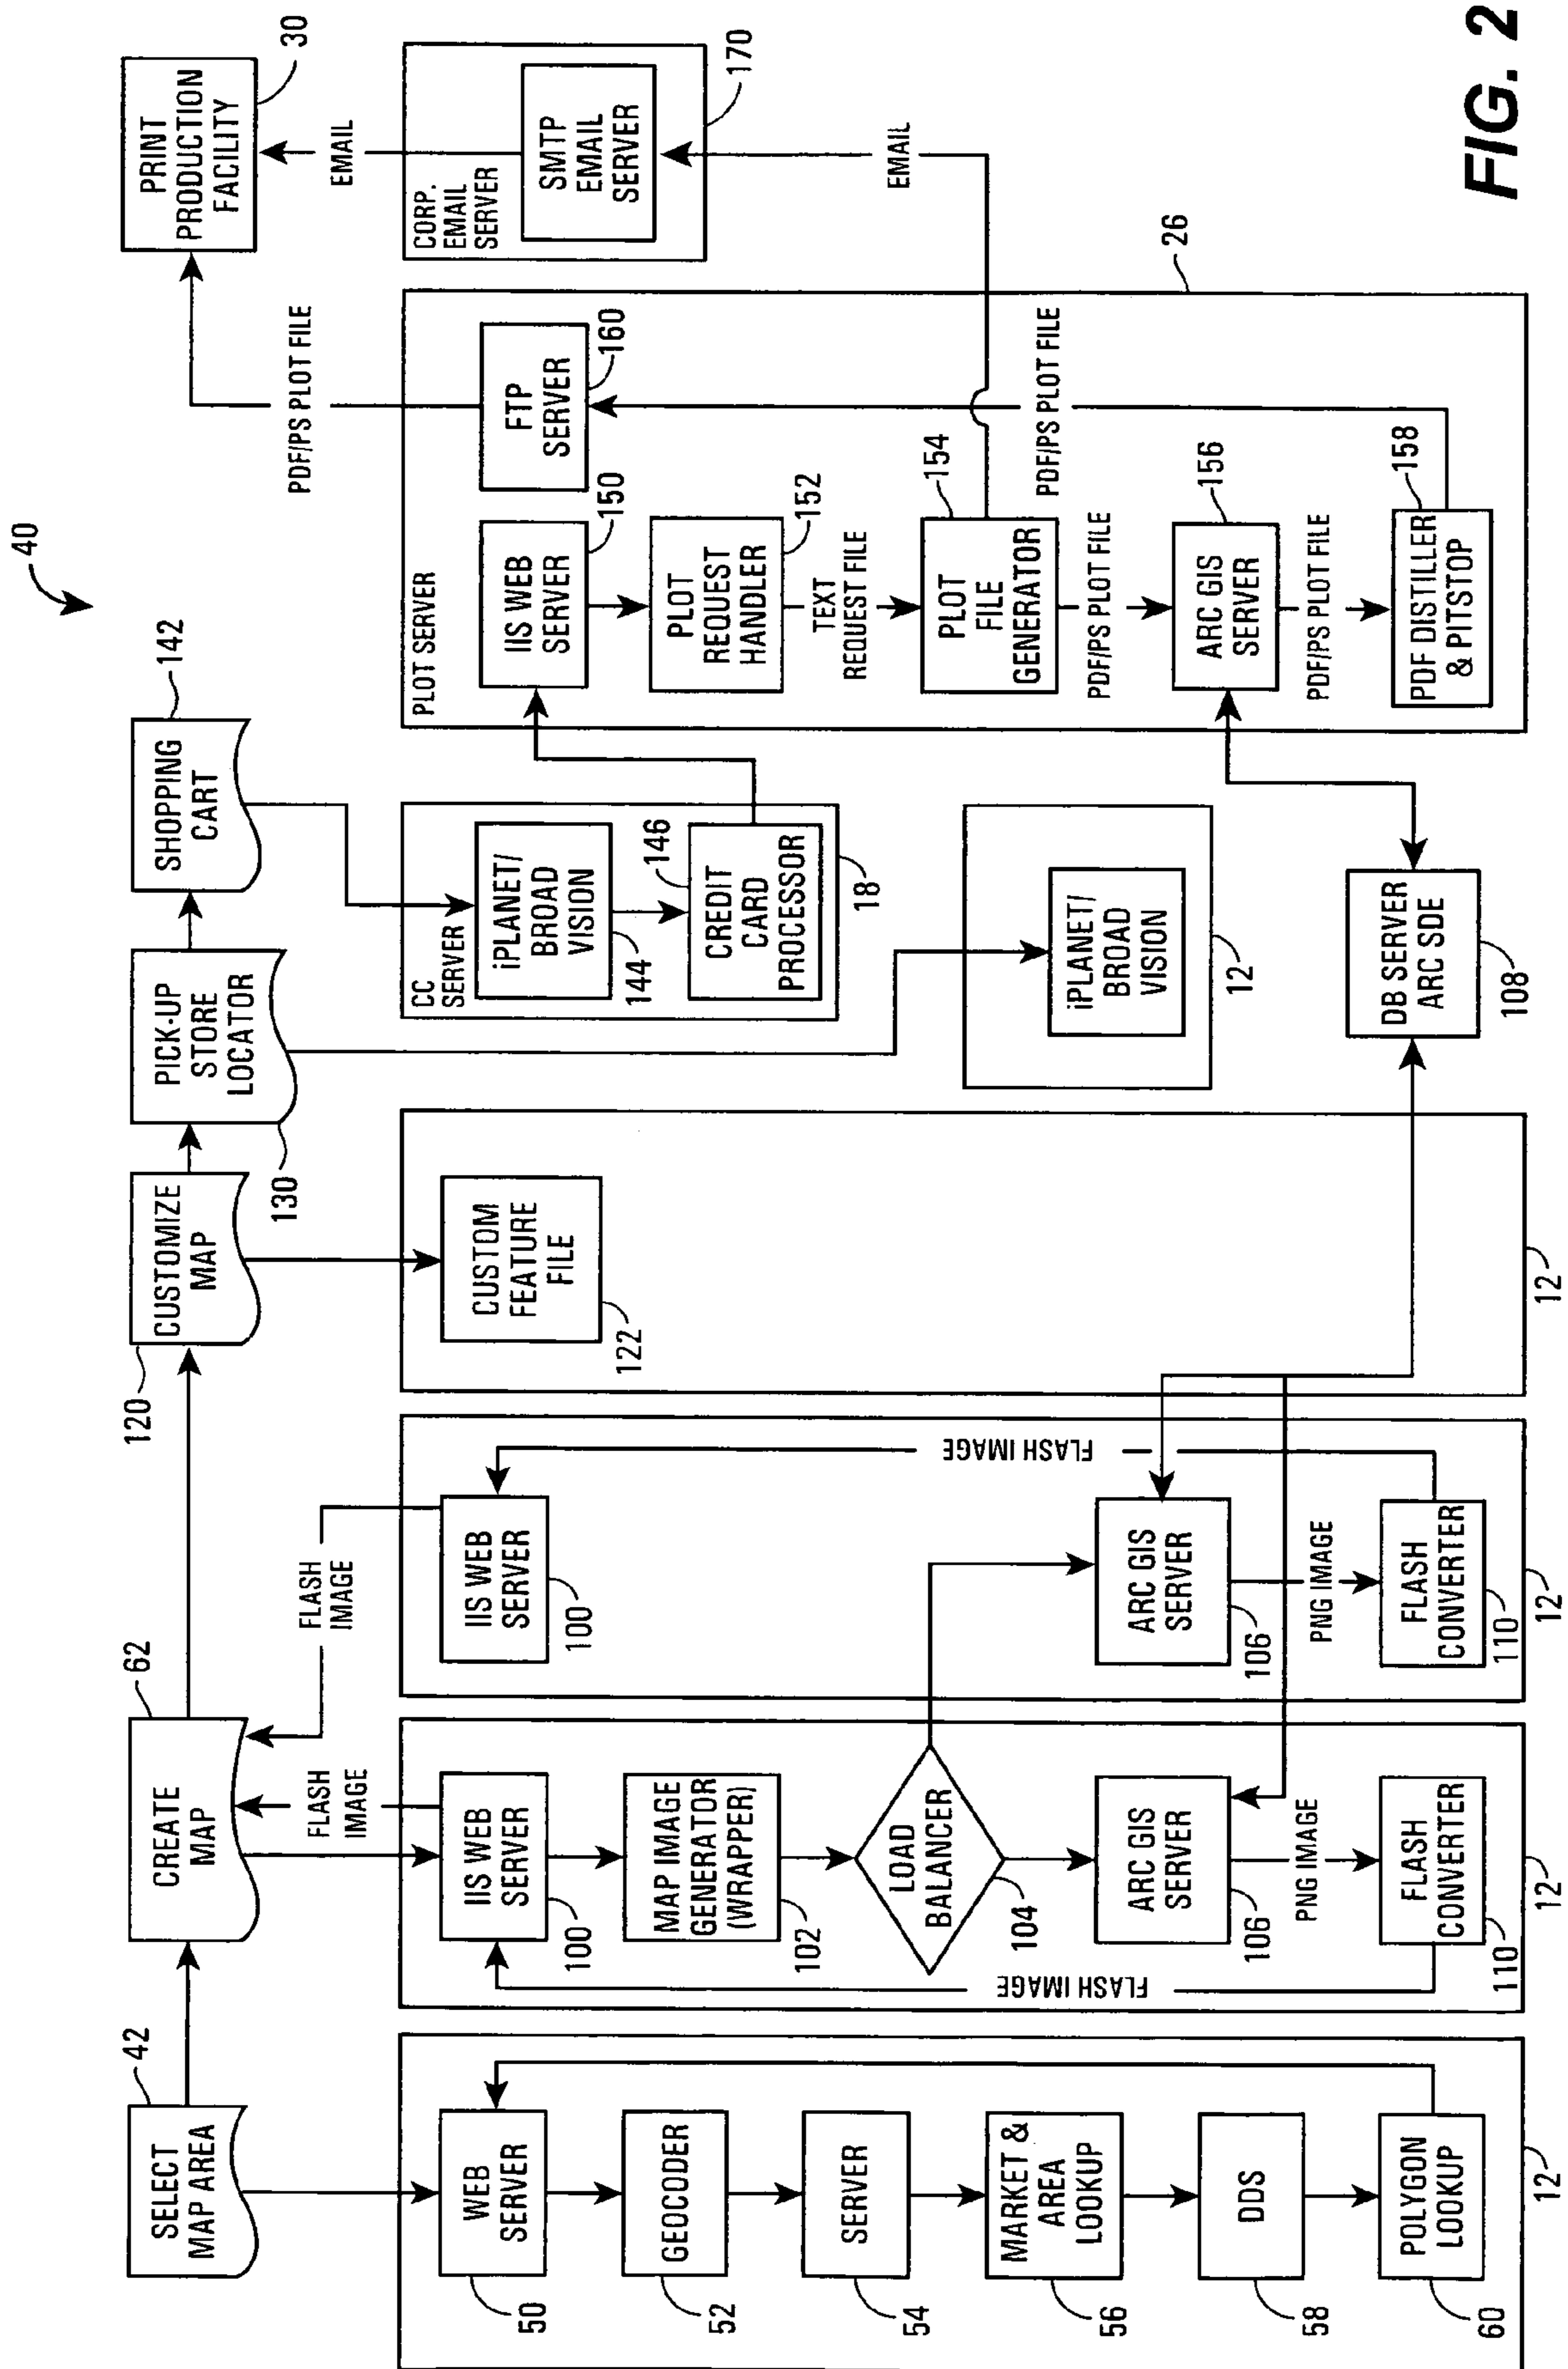 40
SELECT
MAP AREA
42
CREATE
MAP
62
CUSTOMIZE
MAP
120
PICK-UP
STORE
LOCATOR
130
SHOPPING
CART
142
PRINT
PRODUCTION
FACILITY
30
WEB
SERVER
50
GEOCODER
52
SERVER
54
MARKET &
AREA
LOOKUP
56
DDS
58
POLYGON
LOOKUP
60
12
FLASH
IMAGE
IIS WEB
SERVER
100
MAP IMAGE
GENERATOR
(WRAPPER)
102
LOAD
BALANCER
104
ARC GIS
SERVER
106
PNG IMAGE
FLASH
CONVERTER
110
FLASH IMAGE
12
FLASH
IMAGE
IIS WEB
SERVER
100
FLASH IMAGE
ARC GIS
SERVER
106
PNG IMAGE
FLASH
CONVERTER
110
12
CUSTOM
FEATURE
FILE
122
12
CC
SERVER
iPLANET/
BROAD
VISION
144
146
CREDIT
CARD
PROCESSOR
18
iPLANET/
BROAD
VISION
12
DB SERVER
ARC SDE
108
PLOT SERVER
IIS WEB
SERVER
150
PLOT
REQUEST
HANDLER
152
TEXT
REQUEST FILE
PLOT
FILE
GENERATOR
154
PDF/PS PLOT FILE
ARC GIS
SERVER
156
PDF/PS PLOT FILE
PDF DISTILLER
& PITSTOP
158
PDF/PS PLOT FILE
FTP
SERVER
160
PDF/PS PLOT FILE
26
EMAIL
CORP.
EMAIL
SERVER
SMTP
EMAIL
SERVER
170
EMAIL
FIG. 2